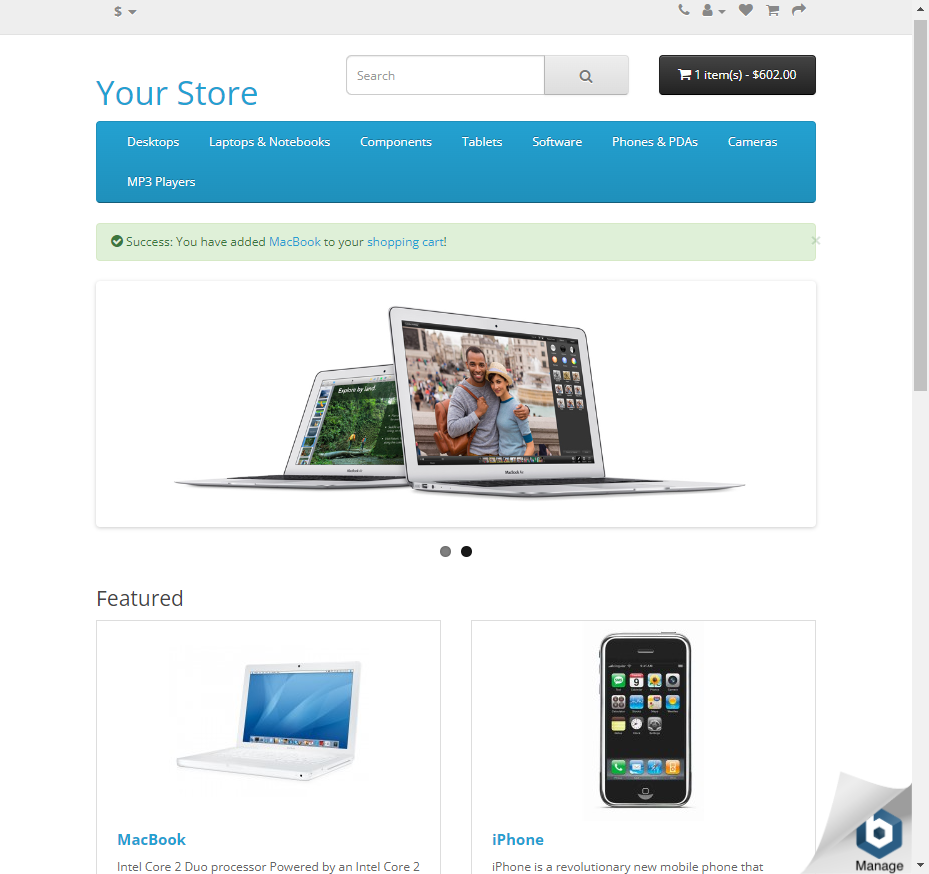 $
Search
1 item(s) - $602.00
Your Store
Desktops Laptops & Notebooks Components Tablets Software Phones & PDAs Cameras
MP3 Players
Success: You have added MacBook to your shopping cart!
×
Explore by land.
MacBook Air
Featured
MacBook
iPhone
Intel Core 2 Duo processor Powered by an Intel Core 2
iPhone is a revolutionary new mobile phone that
Manage